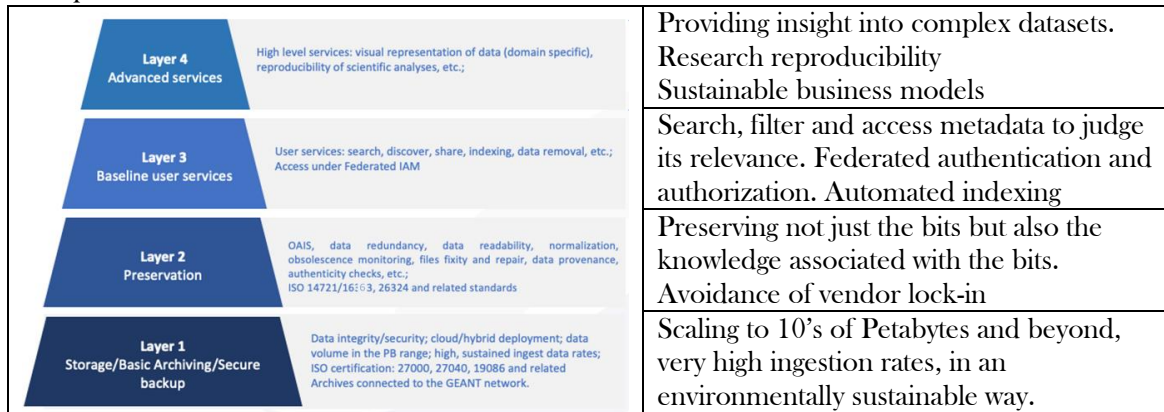 Layer 4
Advanced services
High level services: visual representation of data (domain specific),
reproducibility of scientific analyses, etc.;
Providing insight into complex datasets.
Research reproducibility
Sustainable business models
Layer 3
Baseline user services
User services: search, discover, share, indexing, data removal, etc.;
Access under Federated IAM
Search, filter and access metadata to judge
its relevance. Federated authentication and
authorization. Automated indexing
Layer 2
Preservation
OAIS, data redundancy, data readability, normalization,
obsolescence monitoring, files fixity and repair, data provenance,
authenticity checks, etc.;
ISO 14721/16363, 26324 and related standards
Preserving not just the bits but also the
knowledge associated with the bits.
Avoidance of vendor lock-in
Layer 1
Storage/Basic Archiving/Secure
backup
Data integrity/security; cloud/hybrid deployment; data
volume in the PB range; high, sustained ingest data rates;
ISO certification: 27000, 27040, 19086 and related
Archives connected to the GEANT network.
Scaling to 10’s of Petabytes and beyond,
very high ingestion rates, in an
environmentally sustainable way.